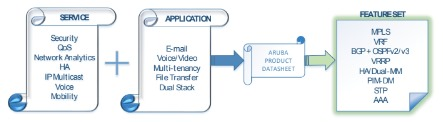 SERVICE
Security
QoS
Network Analytics
HA
IP Multicast
Voice
Mobility
APPLICATION
E-mail
Voice/Video
Multi-tenancy
File Transfer
Dual Stack
ARUBA
PRODUCT
DATASHEET
FEATURE SET
MPLS
VRF
BGP + OSPFv2/v3
VRRP
HA/Dual-MM
PIM-DM
STP
AAA